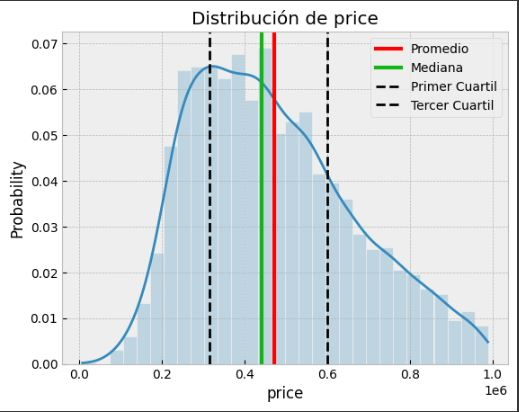 Distribución de price
0.07
0.06
0.05
0.04
0.03
0.02
0.01
0.00
Probability
Promedio
Mediana
Primer Cuartil
Tercer Cuartil
0.0 0.2 0.4 0.6 0.8 1.0
1e6
price